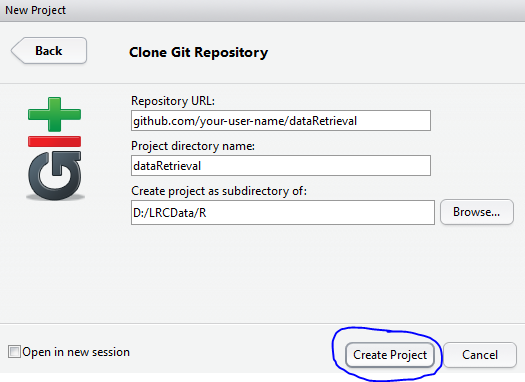 New Project
Back
Clone Git Repository
git
Repository URL:
github.com/your-user-name/dataRetrieval
Project directory name:
dataRetrieval
Create project as subdirectory of:
D:/LRCData/R
Browse...
Open in new session
Create Project
Cancel